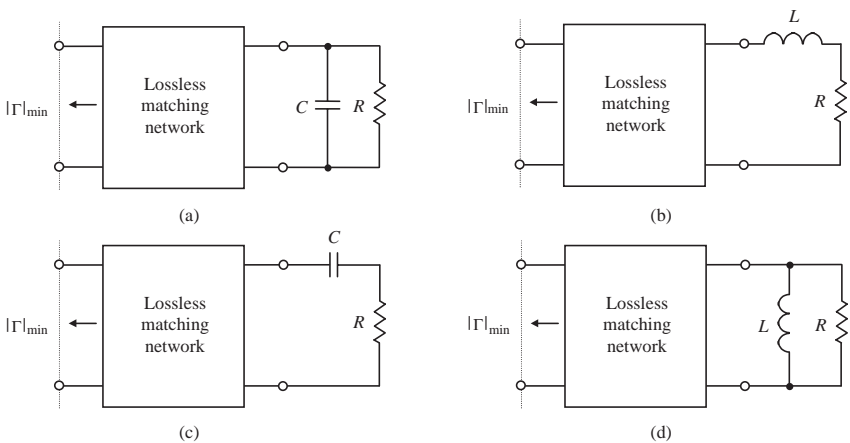 |Γ|min
Lossless
matching
network
C
R
(a)
|Γ|min
Lossless
matching
network
L
R
(b)
|Γ|min
Lossless
matching
network
C
R
(c)
|Γ|min
Lossless
matching
network
L
R
(d)